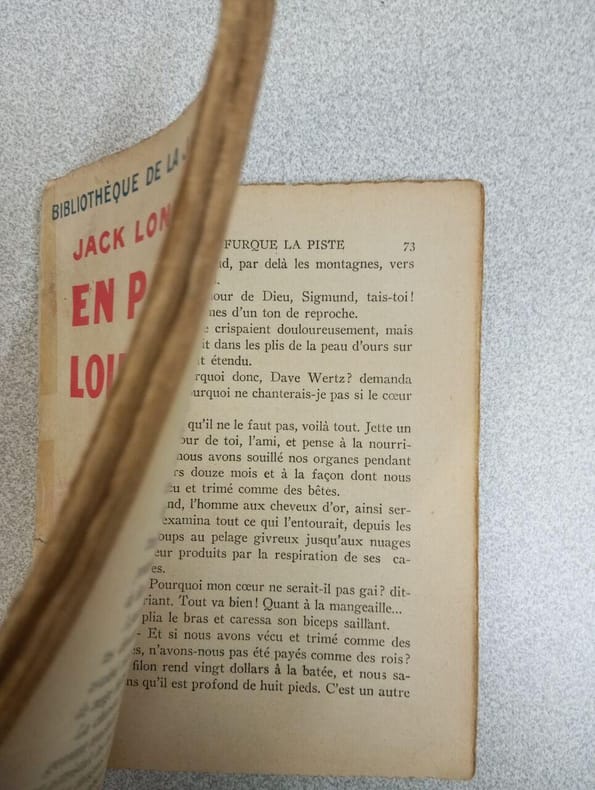 BIBLIOTHÈQUE DE LA
JACK LON
EN P
LOU
FURQUE LA PISTE 73
par delà les montagnes, vers
our de Dieu, Sigmund, tais-toi!
mes d'un ton de reproche.
crispaient douloureusement, mais
it dans les plis de la peau d'ours sur
t étendu.
rquoi donc, Dave Wertz? demanda
urquoi ne chanterais-je pas si le cœur
qu'il ne le faut pas, voilà tout. Jette un
our de toi, l'ami, et pense à la nourri-
nous avons souillé nos organes pendant
rs douze mois et à la façon dont nous
cu et trimé comme des bêtes.
nd, l'homme aux cheveux d'or, ainsi ser-
examina tout ce qui l'entourait, depuis les
oups au pelage givreux jusqu'aux nuages
eur produits par la respiration de ses ca-
es.
Pourquoi mon cœur ne serait-il pas gai? dit-
riant. Tout va bien! Quant à la mangeaille...
plia le bras et caressa son biceps saillant.
- Et si nous avons vécu et trimé comme des
es, n'avons-nous pas été payés comme des rois?
filon rend vingt dollars à la batée, et nous sa-
ns qu'il est profond de huit pieds. C'est un autre